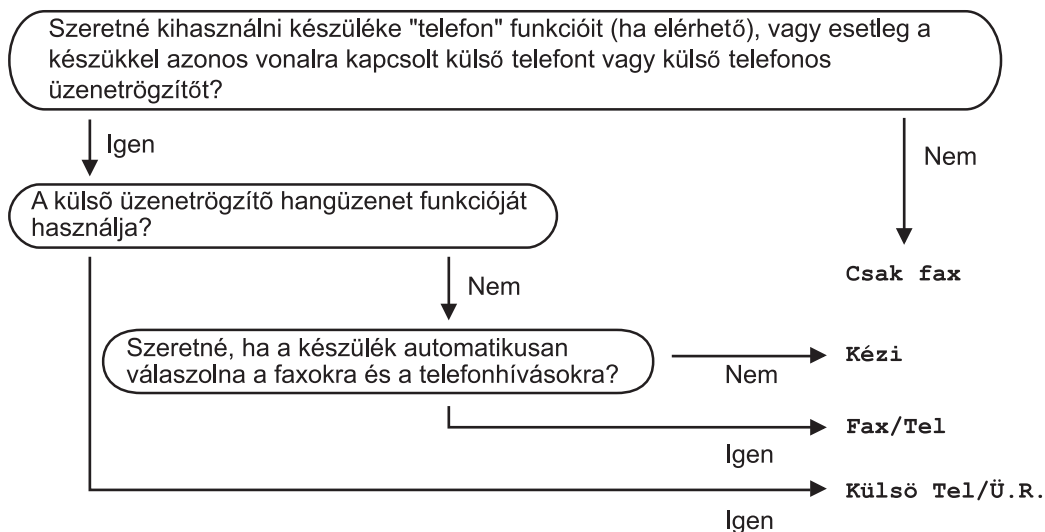 Szeretné kihasználni készüléke "telefon" funkcióit (ha elérhető), vagy esetleg a
készükkel azonos vonalra kapcsolt külső telefont vagy külső telefonos
üzenetrögzítőt?
Igen
Nem
A külsõ üzenetrögzítõ hangüzenet funkcióját
használja?
Csak fax
Nem
Szeretné, ha a készülék automatikusan
válaszolna a faxokra és a telefonhívásokra?
Nem
Kézi
Igen
Fax/Tel
Igen
Külsö Tel/Ü.R.